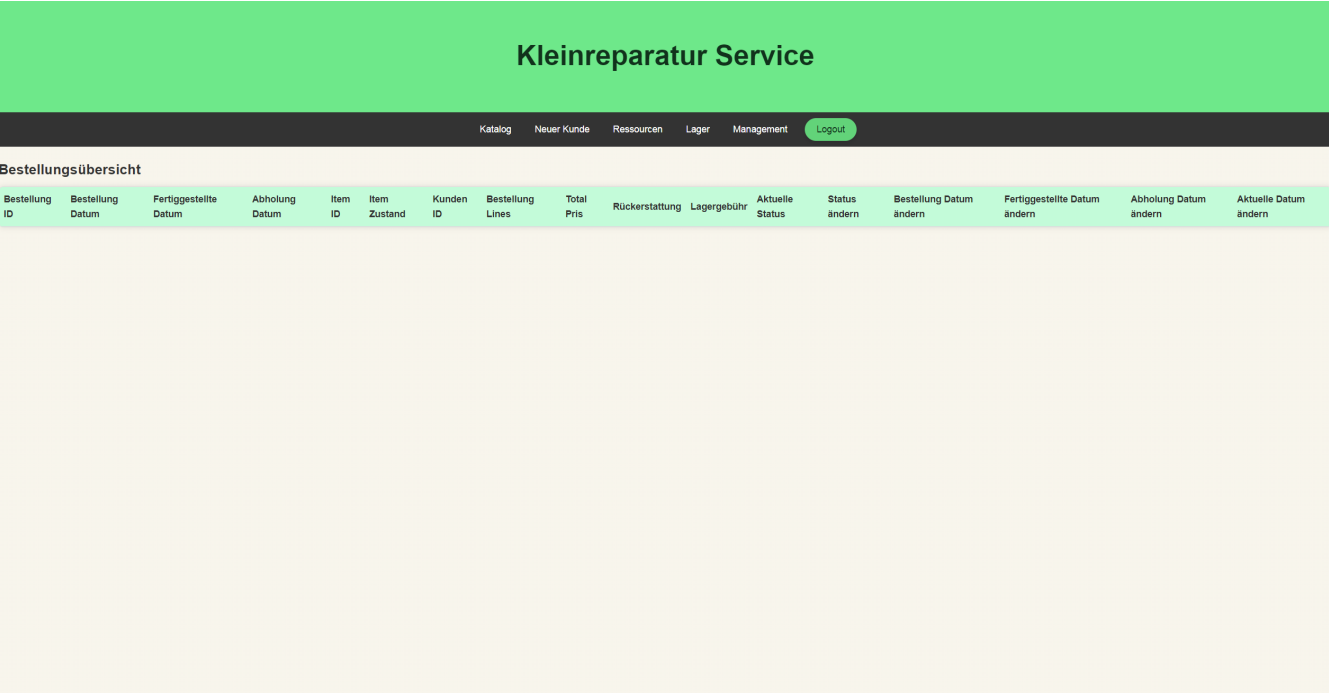 Kleinreparatur Service
Katalog Neuer Kunde Ressourcen Lager Management Logout
Bestellungsübersicht
Bestellung ID
Bestellung Datum
Fertiggestellte Datum
Abholung Datum
Item ID
Item Zustand
Kunden ID
Bestellung Lines
Total Pris
Rückerstattung
Lagergebühr
Aktuelle Status
Status ändern
Bestellung Datum ändern
Fertiggestellte Datum ändern
Abholung Datum ändern
Aktuelle Datum ändern